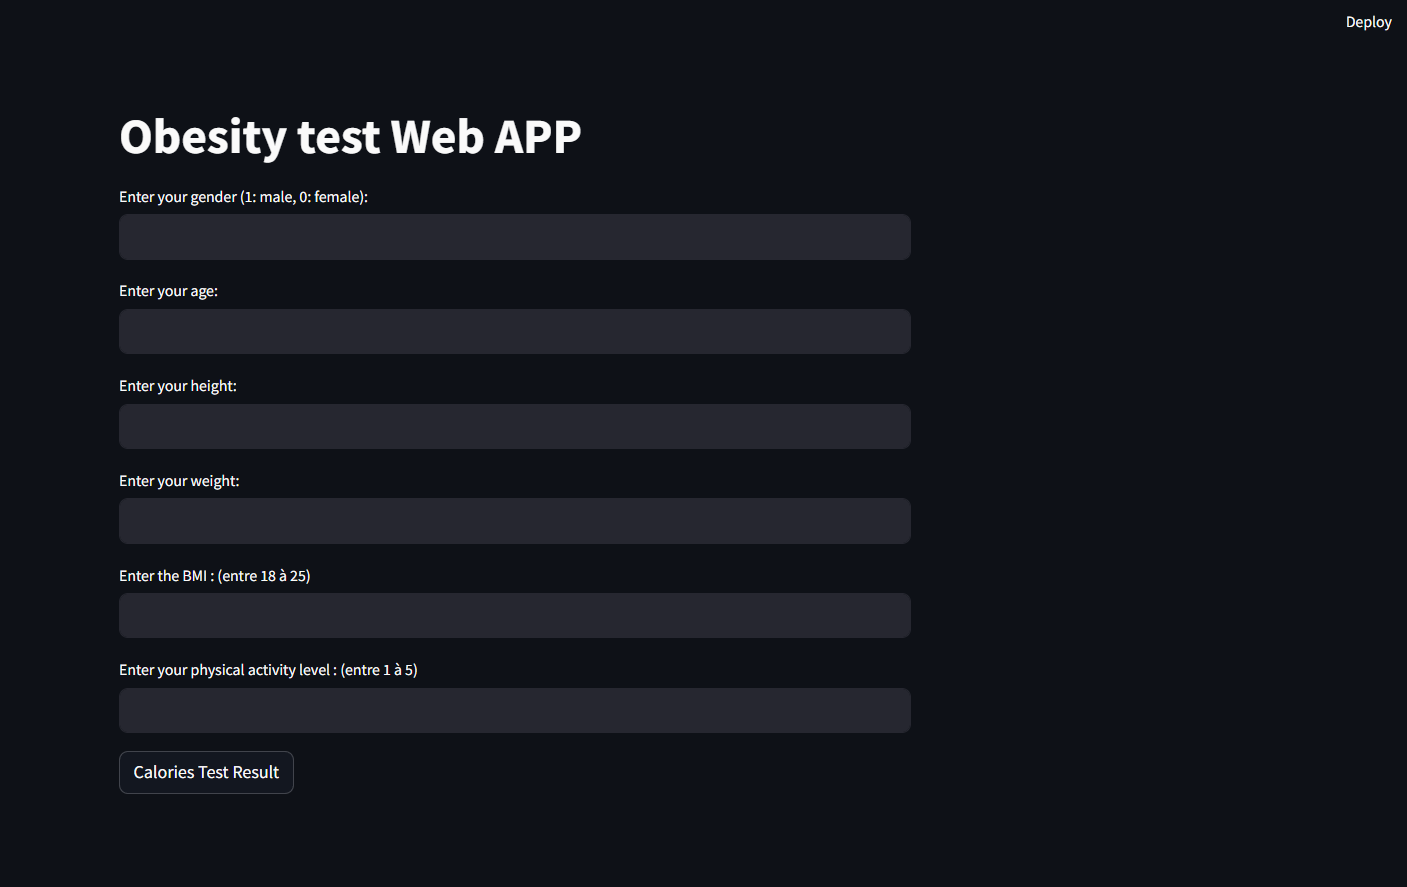 Deploy
Obesity test Web APP
Enter your gender (1: male, 0: female):
Enter your age:
Enter your height:
Enter your weight:
Enter the BMI : (entre 18 à 25)
Enter your physical activity level : (entre 1 à 5)
Calories Test Result